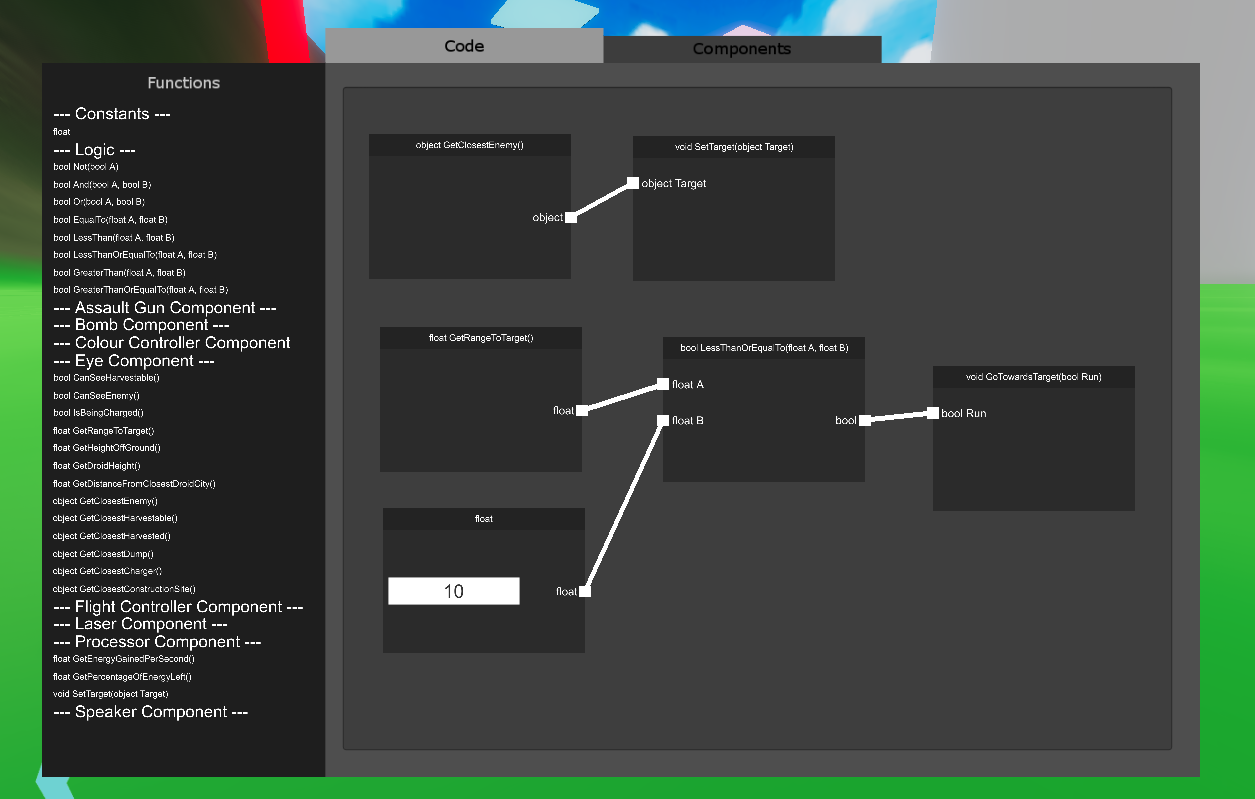 Code
Components
Functions
--- Constants ---
float
--- Logic ---
bool Not(bool A)
bool And(bool A, bool B)
bool Or(bool A, bool B)
bool EqualTo(float A, float B)
bool LessThan(float A, float B)
bool LessThanOrEqualTo(float A, float B)
bool GreaterThan(float A, float B)
bool GreaterThanOrEqualTo(float A, float B)
--- Assault Gun Component ---
--- Bomb Component ---
--- Colour Controller Component
--- Eye Component ---
bool CanSeeHarvestable()
bool CanSeeEnemy()
bool IsBeingCharged()
float GetRangeToTarget()
float GetHeightOffGround()
float GetDroidHeight()
float GetDistanceFromClosestDroidCity()
object GetClosestEnemy()
object GetClosestHarvestable()
object GetClosestHarvested()
object GetClosestDump()
object GetClosestCharger()
object GetClosestConstructionSite()
--- Flight Controller Component ---
--- Laser Component ---
--- Processor Component ---
float GetEnergyGainedPerSecond()
float GetPercentageOfEnergyLeft()
void SetTarget(object Target)
--- Speaker Component ---
object GetClosestEnemy()
object
void SetTarget(object Target)
object Target
float GetRangeToTarget()
float
bool LessThanOrEqualTo(float A, float B)
float A
float B
bool
void GoTowardsTarget(bool Run)
bool Run
float
10
float